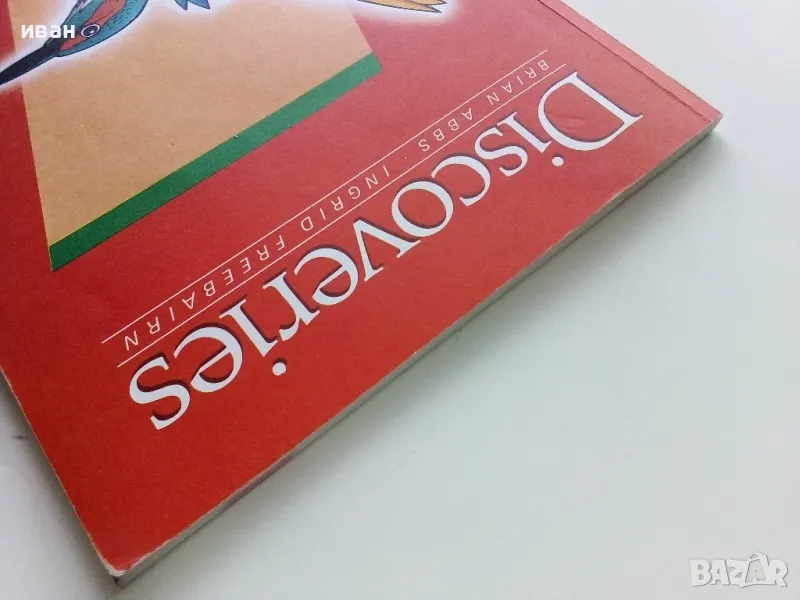 иван
Discoveries
BRIAN ABBS · INGRID FREEBAIRN
BAZAR